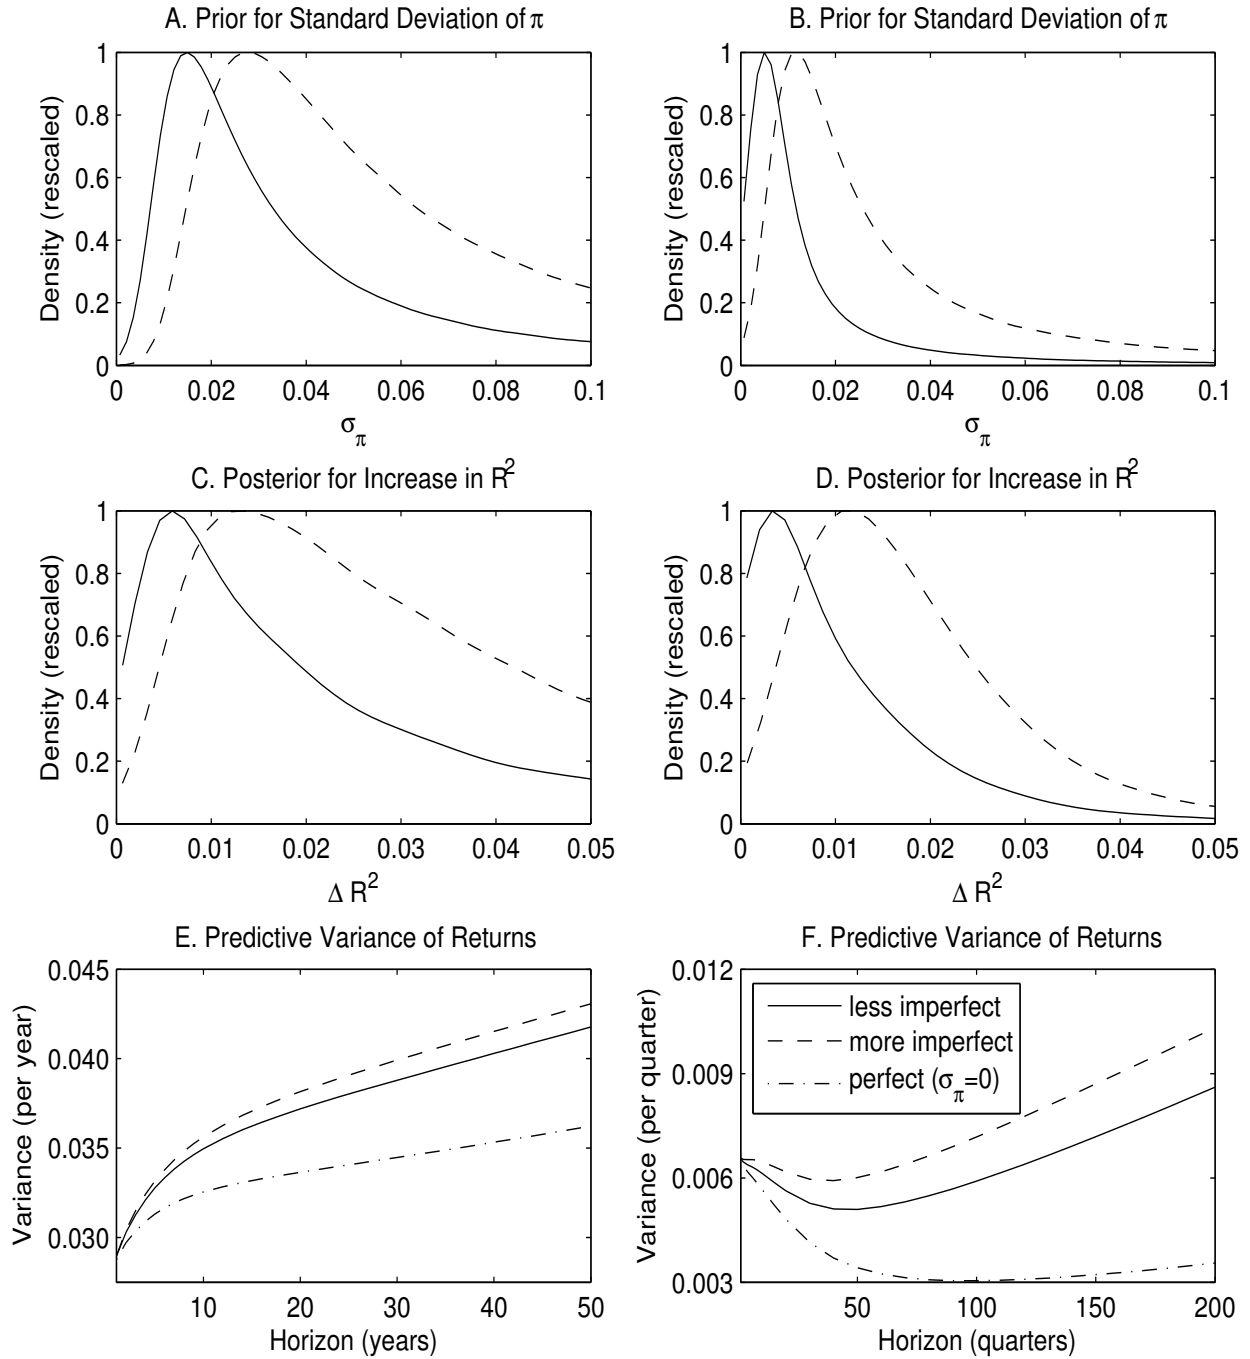 A. Prior for Standard Deviation of π
Density (rescaled)
1
0.8
0.6
0.4
0.2
0
0 0.02 0.04 0.06 0.08 0.1
σπ
B. Prior for Standard Deviation of π
Density (rescaled)
1
0.8
0.6
0.4
0.2
0
0 0.02 0.04 0.06 0.08 0.1
σπ
C. Posterior for Increase in R²
Density (rescaled)
1
0.8
0.6
0.4
0.2
0
0 0.01 0.02 0.03 0.04 0.05
Δ R²
D. Posterior for Increase in R²
Density (rescaled)
1
0.8
0.6
0.4
0.2
0
0 0.01 0.02 0.03 0.04 0.05
Δ R²
E. Predictive Variance of Returns
Variance (per year)
0.045
0.040
0.035
0.030
10 20 30 40 50
Horizon (years)
F. Predictive Variance of Returns
Variance (per quarter)
0.012
0.009
0.006
0.003
less imperfect
more imperfect
perfect (σπ=0)
50 100 150 200
Horizon (quarters)